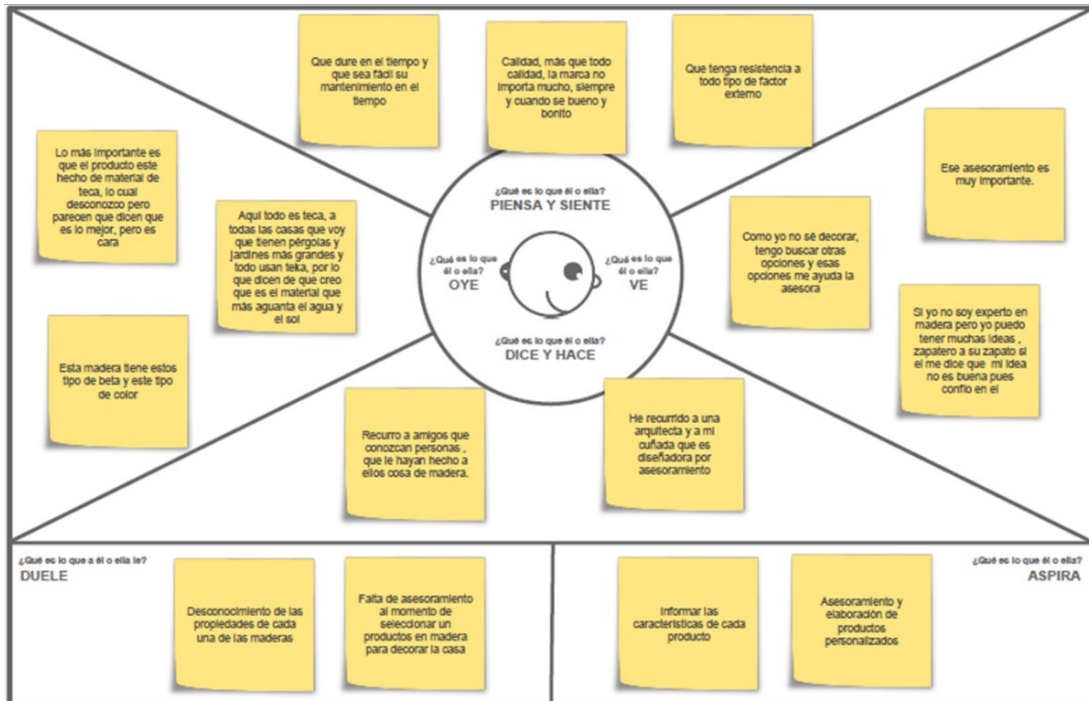 Que dure en el tiempo y
que sea fácil su
mantenimiento en el
tiempo
Calidad, más que todo
calidad, la marca no
importa mucho, siempre
y cuando se bueno y
bonito
Que tenga resistencia a
todo tipo de factor
externo
Lo más importante es
que el producto este
hecho de material de
teca, lo cual
desconozco pero
parecen que dicen que
es lo mejor, pero es
cara
Aquí todo es teca, a
todas las casas que voy
que tienen pérgolas y
jardines más grandes y
todo usan teka, por lo
que dicen de que creo
que es el material que
más aguanta el agua y
el sol
Esta madera tiene estos
tipo de beta y este tipo
de color
¿Qué es lo que él o ella?
PIENSA Y SIENTE
¿Qué es lo que
él o ella?
OYE
¿Qué es lo que
él o ella?
VE
¿Qué es lo que él o ella?
DICE Y HACE
Ese asesoramiento es
muy importante.
Como yo no sé decorar,
tengo buscar otras
opciones y esas
opciones me ayuda la
asesora
Si yo no soy experto en
madera pero yo puedo
tener muchas ideas ,
zapatero a su zapato si
el me dice que mi idea
no es buena pues
confio en el
Recurro a amigos que
conozcan personas ,
que le hayan hecho a
ellos cosa de madera.
He recurrido a una
arquitecta y a mi
cuñada que es
diseñadora por
asesoramiento
¿Qué es lo que a él o ella le?
DUELE
Desconocimiento de las
propiedades de cada
una de las maderas
Falta de asesoramiento
al momento de
seleccionar un
productos en madera
para decorar la casa
¿Qué es lo que él o ella?
ASPIRA
Informar las
características de cada
producto
Asesoramiento y
elaboración de
productos
personalizados